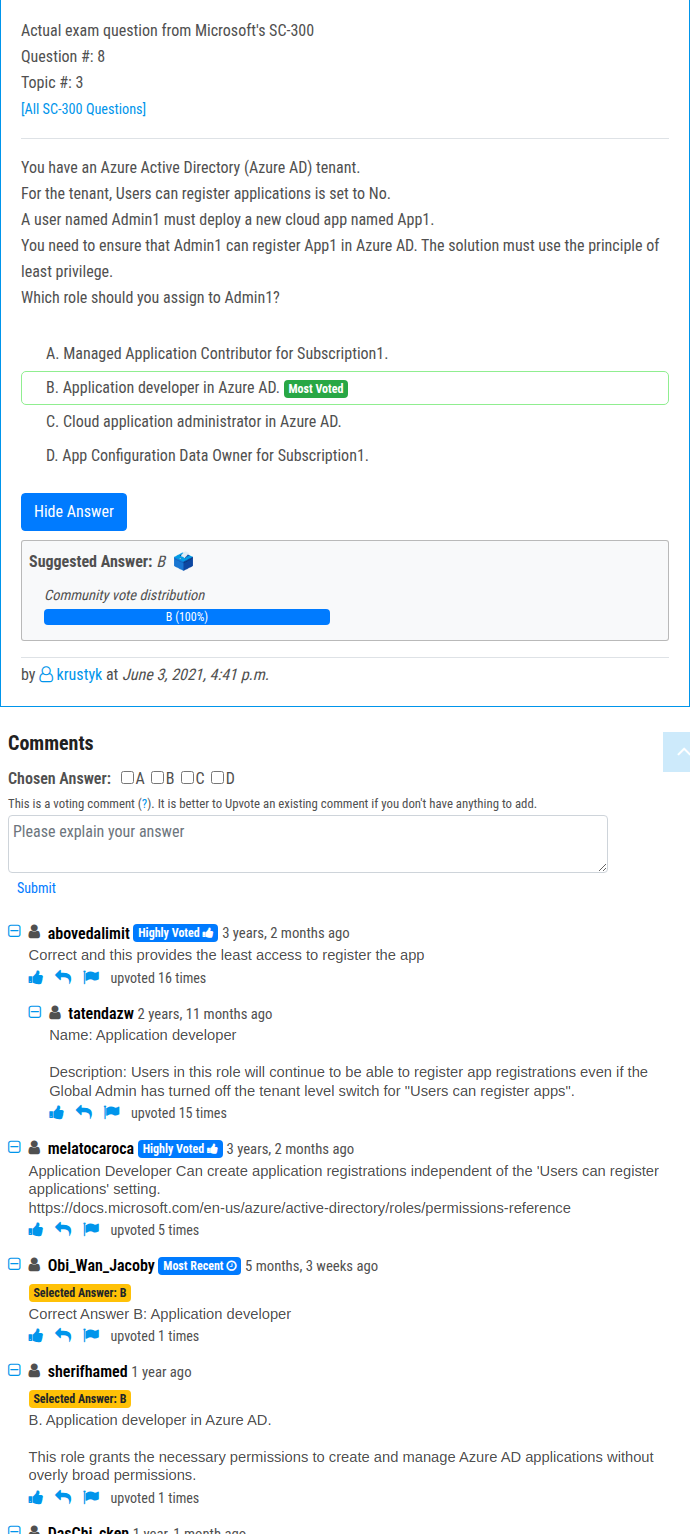 Actual exam question from Microsoft's SC-300
Question #: 8
Topic #: 3
[All SC-300 Questions]
You have an Azure Active Directory (Azure AD) tenant.
For the tenant, Users can register applications is set to No.
A user named Admin1 must deploy a new cloud app named App1.
You need to ensure that Admin1 can register App1 in Azure AD. The solution must use the principle of
least privilege.
Which role should you assign to Admin1?
A. Managed Application Contributor for Subscription1.
B. Application developer in Azure AD. Most Voted
C. Cloud application administrator in Azure AD.
D. App Configuration Data Owner for Subscription1.
Hide Answer
Suggested Answer: B
Community vote distribution
B (100%)
by krustyk at June 3, 2021, 4:41 p.m.
Comments
Chosen Answer: A B C D
This is a voting comment (?). It is better to Upvote an existing comment if you don't have anything to add.
Please explain your answer
Submit
abovedalimit Highly Voted 3 years, 2 months ago
Correct and this provides the least access to register the app
upvoted 16 times
tatendazw 2 years, 11 months ago
Name: Application developer
Description: Users in this role will continue to be able to register app registrations even if the
Global Admin has turned off the tenant level switch for "Users can register apps".
upvoted 15 times
melatocaroca Highly Voted 3 years, 2 months ago
Application Developer Can create application registrations independent of the 'Users can register
applications' setting.
https://docs.microsoft.com/en-us/azure/active-directory/roles/permissions-reference
upvoted 5 times
Obi_Wan_Jacoby Most Recent 5 months, 3 weeks ago
Selected Answer: B
Correct Answer B: Application developer
upvoted 1 times
sherifhamed 1 year ago
Selected Answer: B
B. Application developer in Azure AD.
This role grants the necessary permissions to create and manage Azure AD applications without
overly broad permissions.
upvoted 1 times
DasChi_cken 1 year, 1 month ago